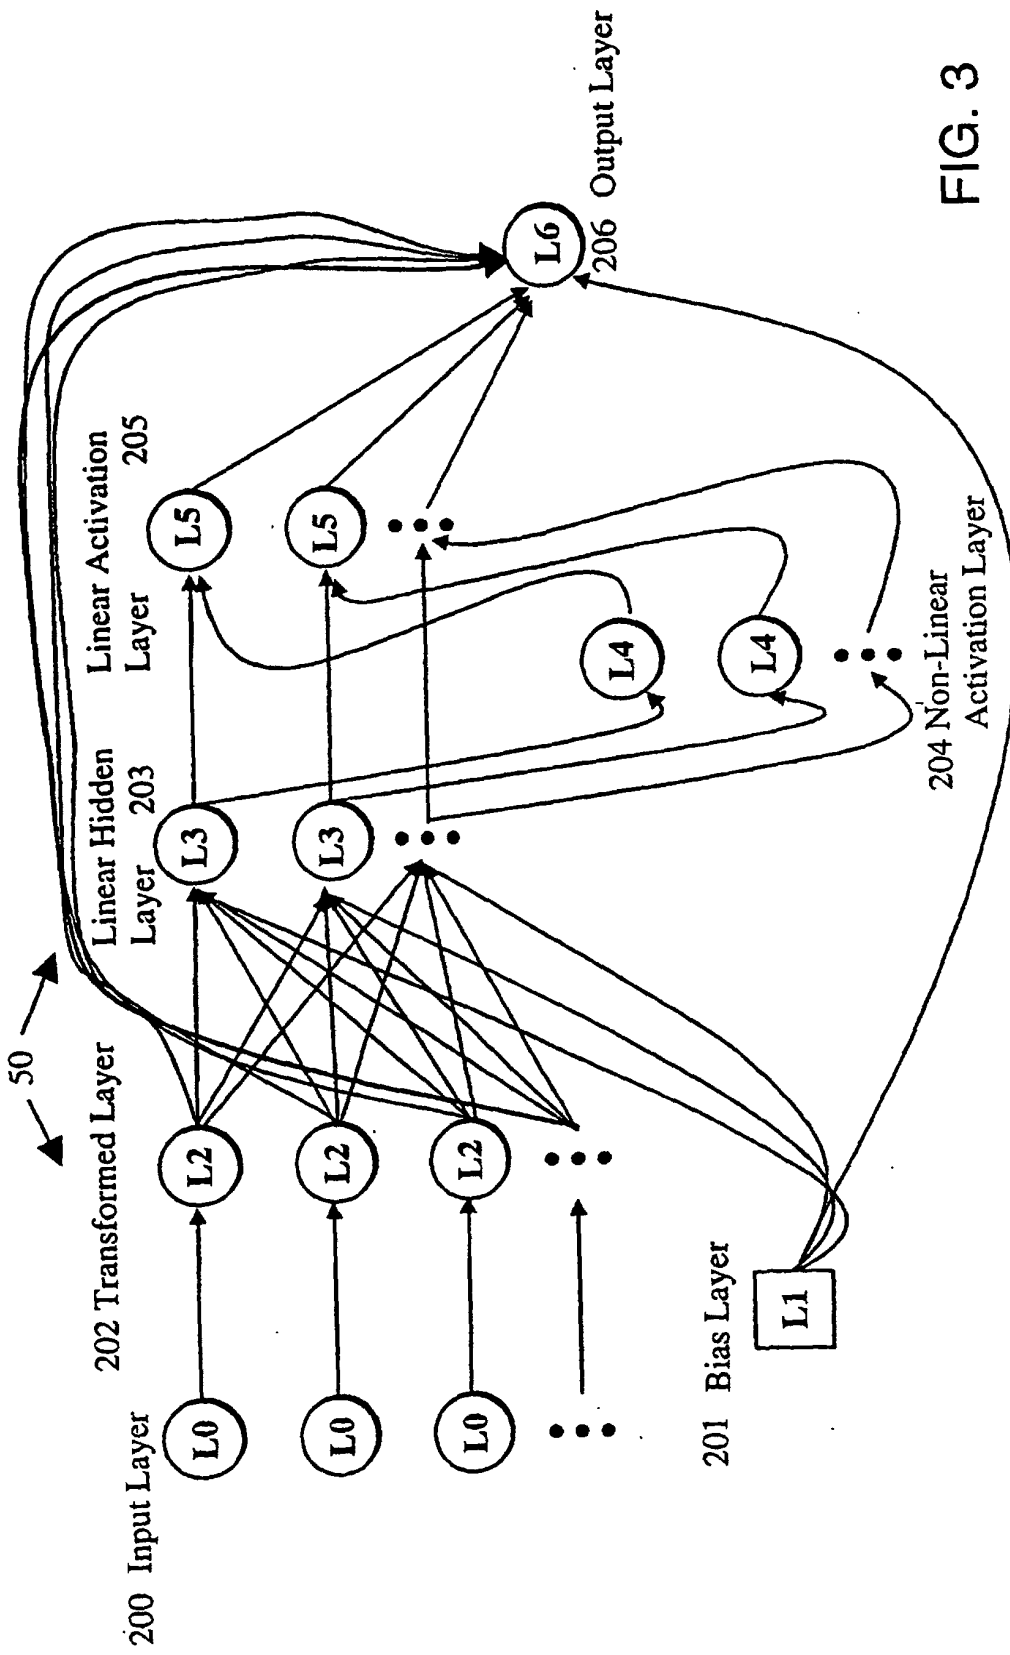 50
200 Input Layer
202 Transformed Layer
Linear Hidden
Layer 203
Linear Activation
Layer 205
L0
L2
L3
L5
L0
L2
L3
L5
L0
L2
L6
206 Output Layer
L4
L4
201 Bias Layer
L1
204 Non-Linear
Activation Layer
FIG. 3